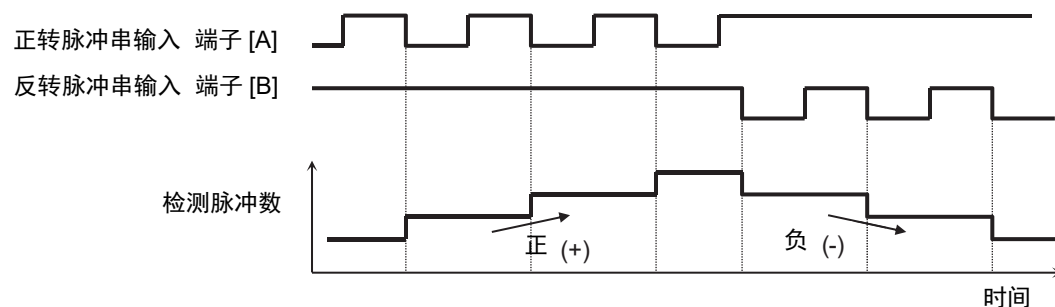 正转脉冲串输入 端子 [A]
反转脉冲串输入 端子 [B]
检测脉冲数
正 (+)
负 (-)
时间